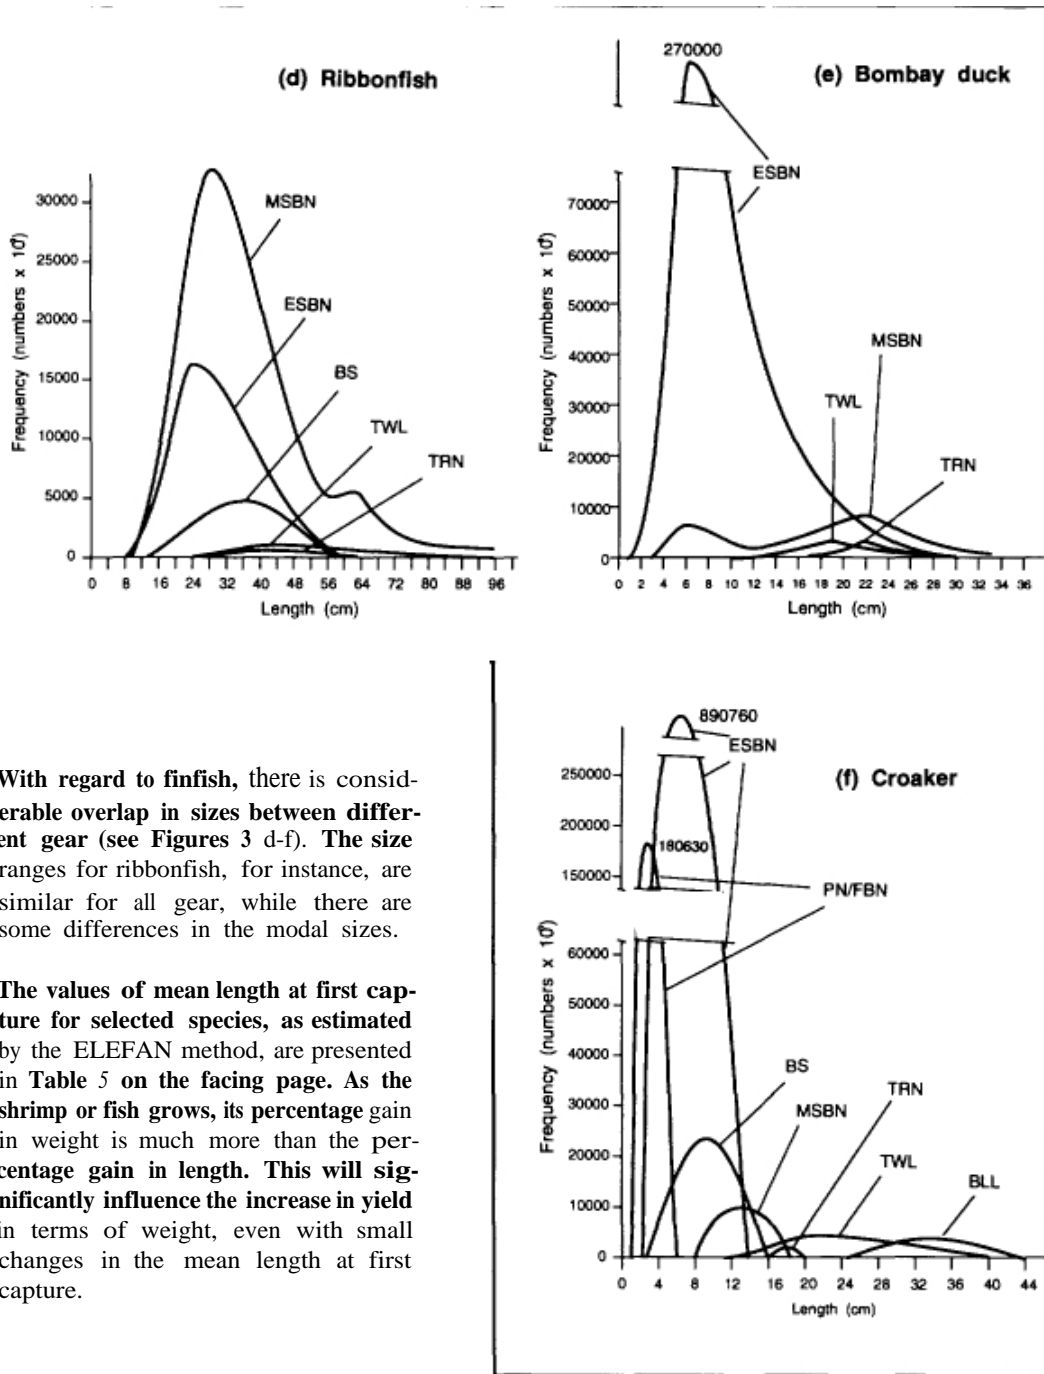 (d) Ribbonfish
Frequency (numbers x 10³)
30000
25000
20000
15000
10000
5000
0
MSBN
ESBN
BS
TWL
TRN
0 8 16 24 32 40 48 56 64 72 80 88 96
Length (cm)
(e) Bombay duck
270000
ESBN
Frequency (numbers x 10³)
70000
60000
50000
40000
30000
20000
10000
0
MSBN
TWL
TRN
0 2 4 6 8 10 12 14 16 18 20 22 24 26 28 30 32 34 36
Length (cm)
With regard to finfish, there is consid-
erable overlap in sizes between differ-
ent gear (see Figures 3 d-f). The size
ranges for ribbonfish, for instance, are
similar for all gear, while there are
some differences in the modal sizes.
The values of mean length at first cap-
ture for selected species, as estimated
by the ELEFAN method, are presented
in Table 5 on the facing page. As the
shrimp or fish grows, its percentage gain
in weight is much more than the per-
centage gain in length. This will sig-
nificantly influence the increase in yield
in terms of weight, even with small
changes in the mean length at first
capture.
(f) Croaker
890760
ESBN
250000
200000
150000
180630
PN/FBN
Frequency (numbers x 10³)
60000
50000
40000
30000
20000
10000
0
BS
MSBN
TRN
TWL
BLL
0 4 8 12 16 20 24 28 32 36 40 44
Length (cm)